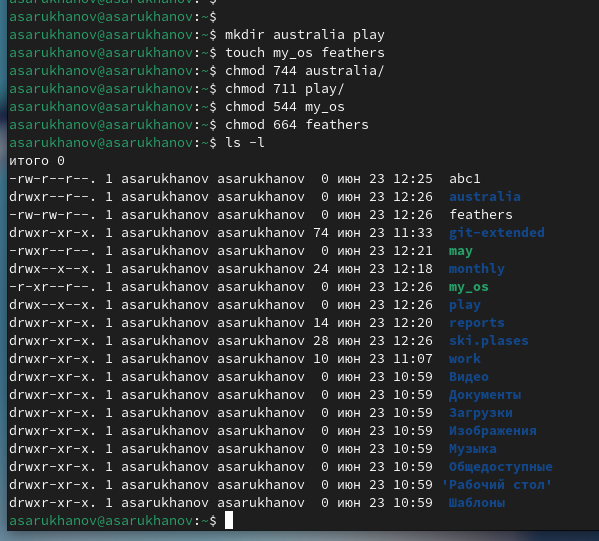 asarukhanov@asarukhanov:~$
asarukhanov@asarukhanov:~$ mkdir australia play
asarukhanov@asarukhanov:~$ touch my_os feathers
asarukhanov@asarukhanov:~$ chmod 744 australia/
asarukhanov@asarukhanov:~$ chmod 711 play/
asarukhanov@asarukhanov:~$ chmod 544 my_os
asarukhanov@asarukhanov:~$ chmod 664 feathers
asarukhanov@asarukhanov:~$ ls -l
итого 0
-rw-r--r--. 1 asarukhanov asarukhanov  0 июн 23 12:25  abc1
drwxr--r--. 1 asarukhanov asarukhanov  0 июн 23 12:26  australia
-rw-rw-r--. 1 asarukhanov asarukhanov  0 июн 23 12:26  feathers
drwxr-xr-x. 1 asarukhanov asarukhanov 74 июн 23 11:33  git-extended
-rwxr--r--. 1 asarukhanov asarukhanov  0 июн 23 12:21  may
drwx--x--x. 1 asarukhanov asarukhanov 24 июн 23 12:18  monthly
-r-xr--r--. 1 asarukhanov asarukhanov  0 июн 23 12:26  my_os
drwx--x--x. 1 asarukhanov asarukhanov  0 июн 23 12:26  play
drwxr-xr-x. 1 asarukhanov asarukhanov 14 июн 23 12:20  reports
drwxr-xr-x. 1 asarukhanov asarukhanov 28 июн 23 12:26  ski.plases
drwxr-xr-x. 1 asarukhanov asarukhanov 10 июн 23 11:07  work
drwxr-xr-x. 1 asarukhanov asarukhanov  0 июн 23 10:59  Видео
drwxr-xr-x. 1 asarukhanov asarukhanov  0 июн 23 10:59  Документы
drwxr-xr-x. 1 asarukhanov asarukhanov  0 июн 23 10:59  Загрузки
drwxr-xr-x. 1 asarukhanov asarukhanov  0 июн 23 10:59  Изображения
drwxr-xr-x. 1 asarukhanov asarukhanov  0 июн 23 10:59  Музыка
drwxr-xr-x. 1 asarukhanov asarukhanov  0 июн 23 10:59  Общедоступные
drwxr-xr-x. 1 asarukhanov asarukhanov  0 июн 23 10:59 'Рабочий стол'
drwxr-xr-x. 1 asarukhanov asarukhanov  0 июн 23 10:59  Шаблоны
asarukhanov@asarukhanov:~$